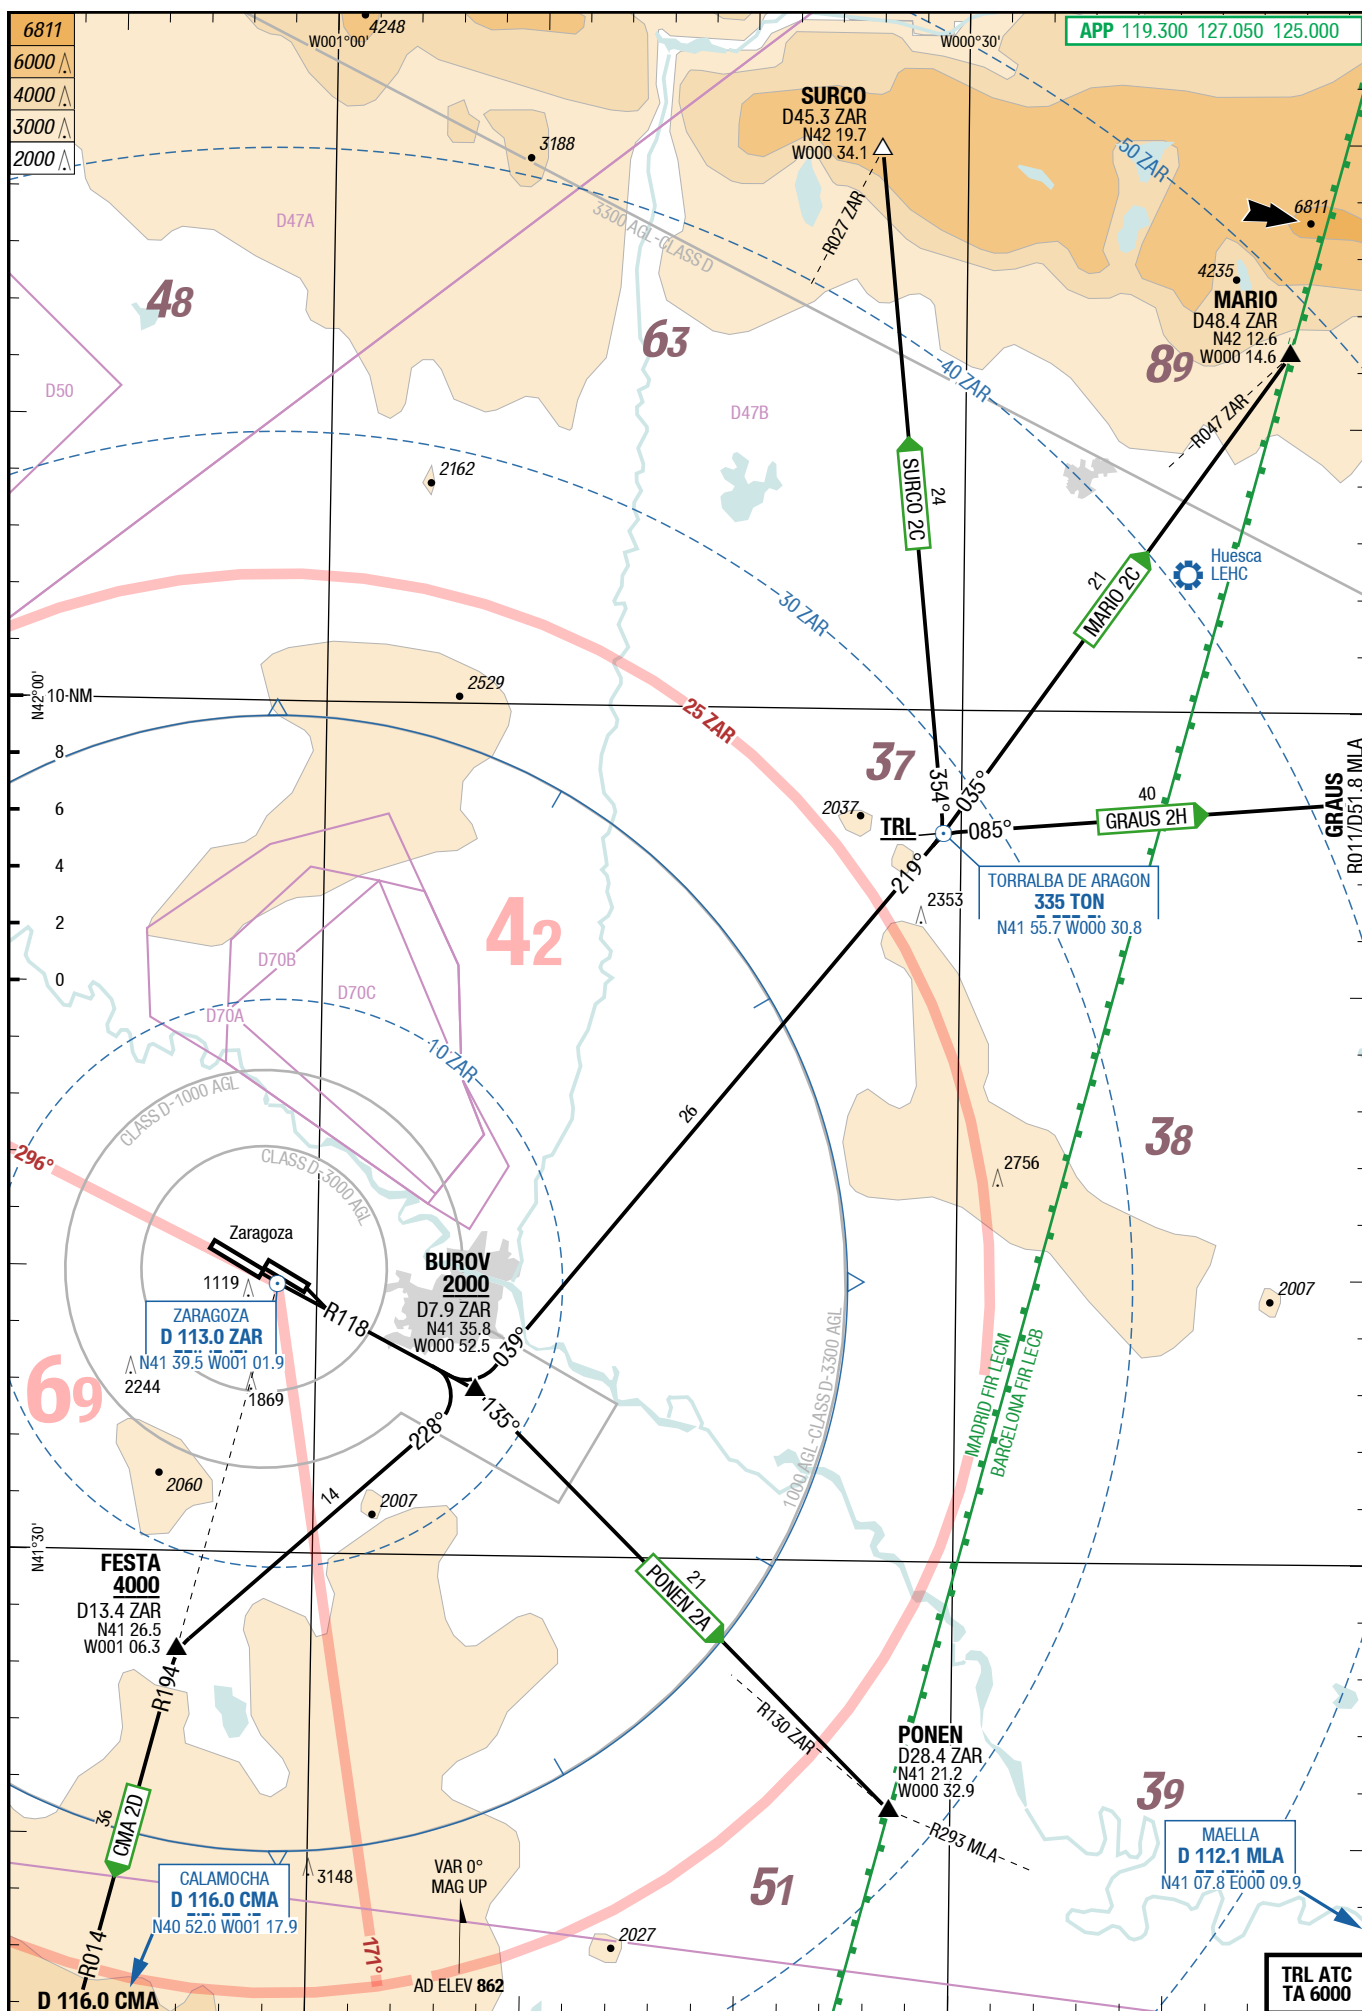 6811
6000
4000
3000
2000
4248
W001°00'
W000°30'
APP 119.300 127.050 125.000
SURCO
D45.3 ZAR
N42 19.7
W000 34.1
3188
50 ZAR
6811
D47A
R027 ZAR
3300 AGL-CLASS D
48
63
4235
MARIO
D48.4 ZAR
N42 12.6
W000 14.6
89
40 ZAR
D50
D47B
R047 ZAR
2162
SURCO 2C
24
Huesca
LEHC
21
MARIO 2C
30 ZAR
N42°00'
10 NM
2529
25 ZAR
8
6
4
2
0
37
354°
035°
2037
TRL
085°
40
GRAUS 2H
GRAUS
R011/D51.8 MLA
219°
2353
TORRALBA DE ARAGON
335 TON
N41 55.7 W000 30.8
42
D70B
D70C
D70A
10 ZAR
CLASS D-1000 AGL
26
38
296°
CLASS D-3000 AGL
2756
Zaragoza
BUROV
2000
D7.9 ZAR
N41 35.8
W000 52.5
1119
R118
ZARAGOZA
D 113.0 ZAR
N41 39.5 W001 01.9
039°
2007
69
2244
1869
1000 AGL-CLASS D-3300 AGL
MADRID FIR LECM
BARCELONA FIR LECB
228°
135°
2060
14
2007
N41°30'
FESTA
4000
D13.4 ZAR
N41 26.5
W001 06.3
21
PONEN 2A
R194
R130 ZAR
PONEN
D28.4 ZAR
N41 21.2
W000 32.9
39
36
CMA 2D
R293 MLA
MAELLA
D 112.1 MLA
N41 07.8 E000 09.9
CALAMOCHA
D 116.0 CMA
N40 52.0 W001 17.9
3148
VAR 0°
MAG UP
51
R014
171°
2027
AD ELEV 862
D 116.0 CMA
TRL ATC
TA 6000